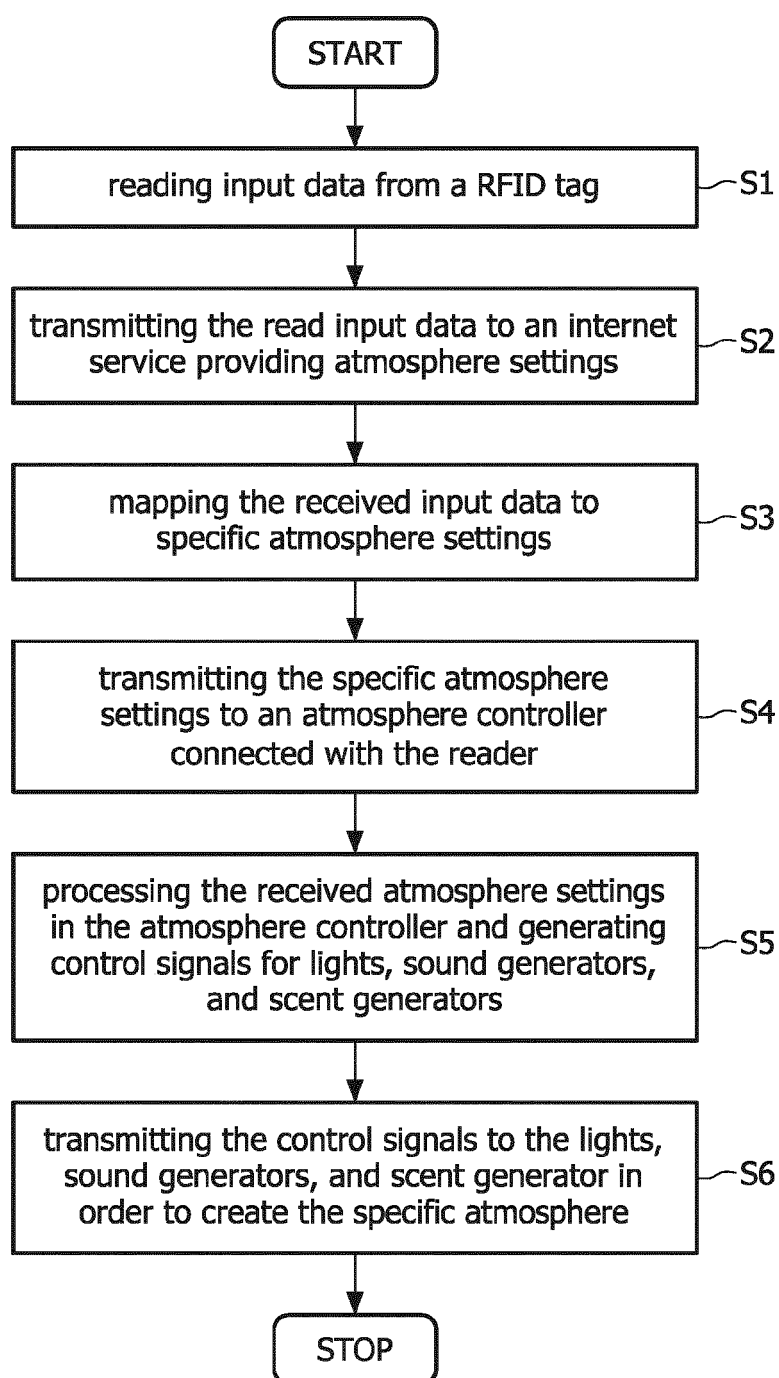 START
reading input data from a RFID tag
S1
transmitting the read input data to an internet
service providing atmosphere settings
S2
mapping the received input data to
specific atmosphere settings
S3
transmitting the specific atmosphere
settings to an atmosphere controller
connected with the reader
S4
processing the received atmosphere settings
in the atmosphere controller and generating
control signals for lights, sound generators,
and scent generators
S5
transmitting the control signals to the lights,
sound generators, and scent generator in
order to create the specific atmosphere
S6
STOP